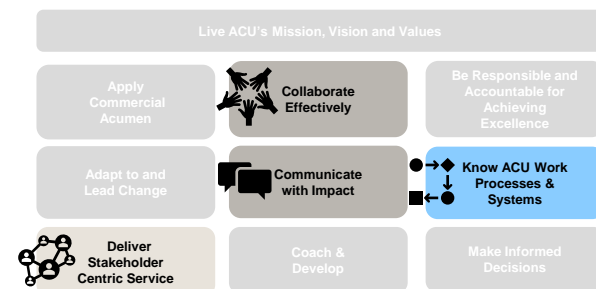 Live ACU's Mission, Vision and Values
Apply
Commercial
Acumen
Collaborate
Effectively
Be Responsible and
Accountable for
Achieving
Excellence
Adapt to and
Lead Change
Communicate
with Impact
Know ACU Work
Processes &
Systems
Deliver
Stakeholder
Centric Service
Coach &
Develop
Make Informed
Decisions